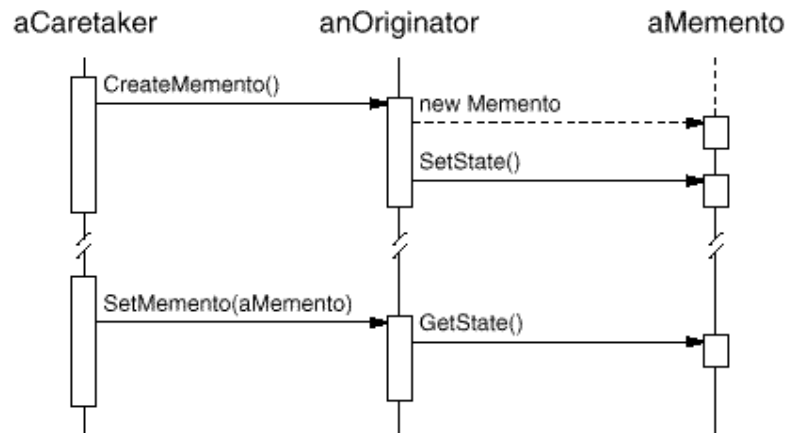 aCaretaker anOriginator aMemento
CreateMemento()
new Memento
SetState()
SetMemento(aMemento)
GetState()